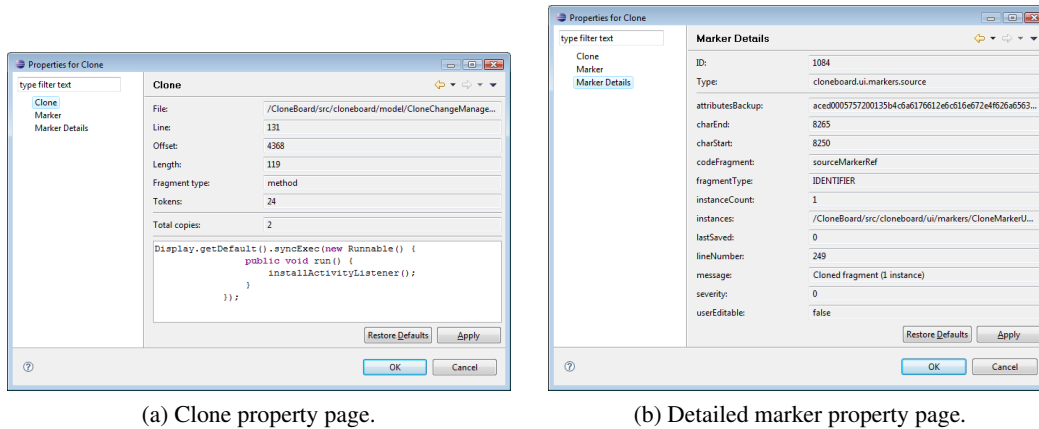 Properties for Clone
type filter text
Clone
Marker
Marker Details
Clone
File: /CloneBoard/src/cloneboard/model/CloneChangeManage...
Line: 131
Offset: 4368
Length: 119
Fragment type: method
Tokens: 24
Total copies: 2
Display.getDefault().syncExec(new Runnable() {
public void run() {
installActivityListener();
}
});
Restore Defaults Apply
OK Cancel
(a) Clone property page.
Properties for Clone
type filter text
Clone
Marker
Marker Details
Marker Details
ID: 1084
Type: cloneboard.ui.markers.source
attributesBackup: aced0005757200135b4c6a6176612e6c616e672e4f626a6563...
charEnd: 8265
charStart: 8250
codeFragment: sourceMarkerRef
fragmentType: IDENTIFIER
instanceCount: 1
instances: /CloneBoard/src/cloneboard/ui/markers/CloneMarkerU...
lastSaved: 0
lineNumber: 249
message: Cloned fragment (1 instance)
severity: 0
userEditable: false
Restore Defaults Apply
OK Cancel
(b) Detailed marker property page.